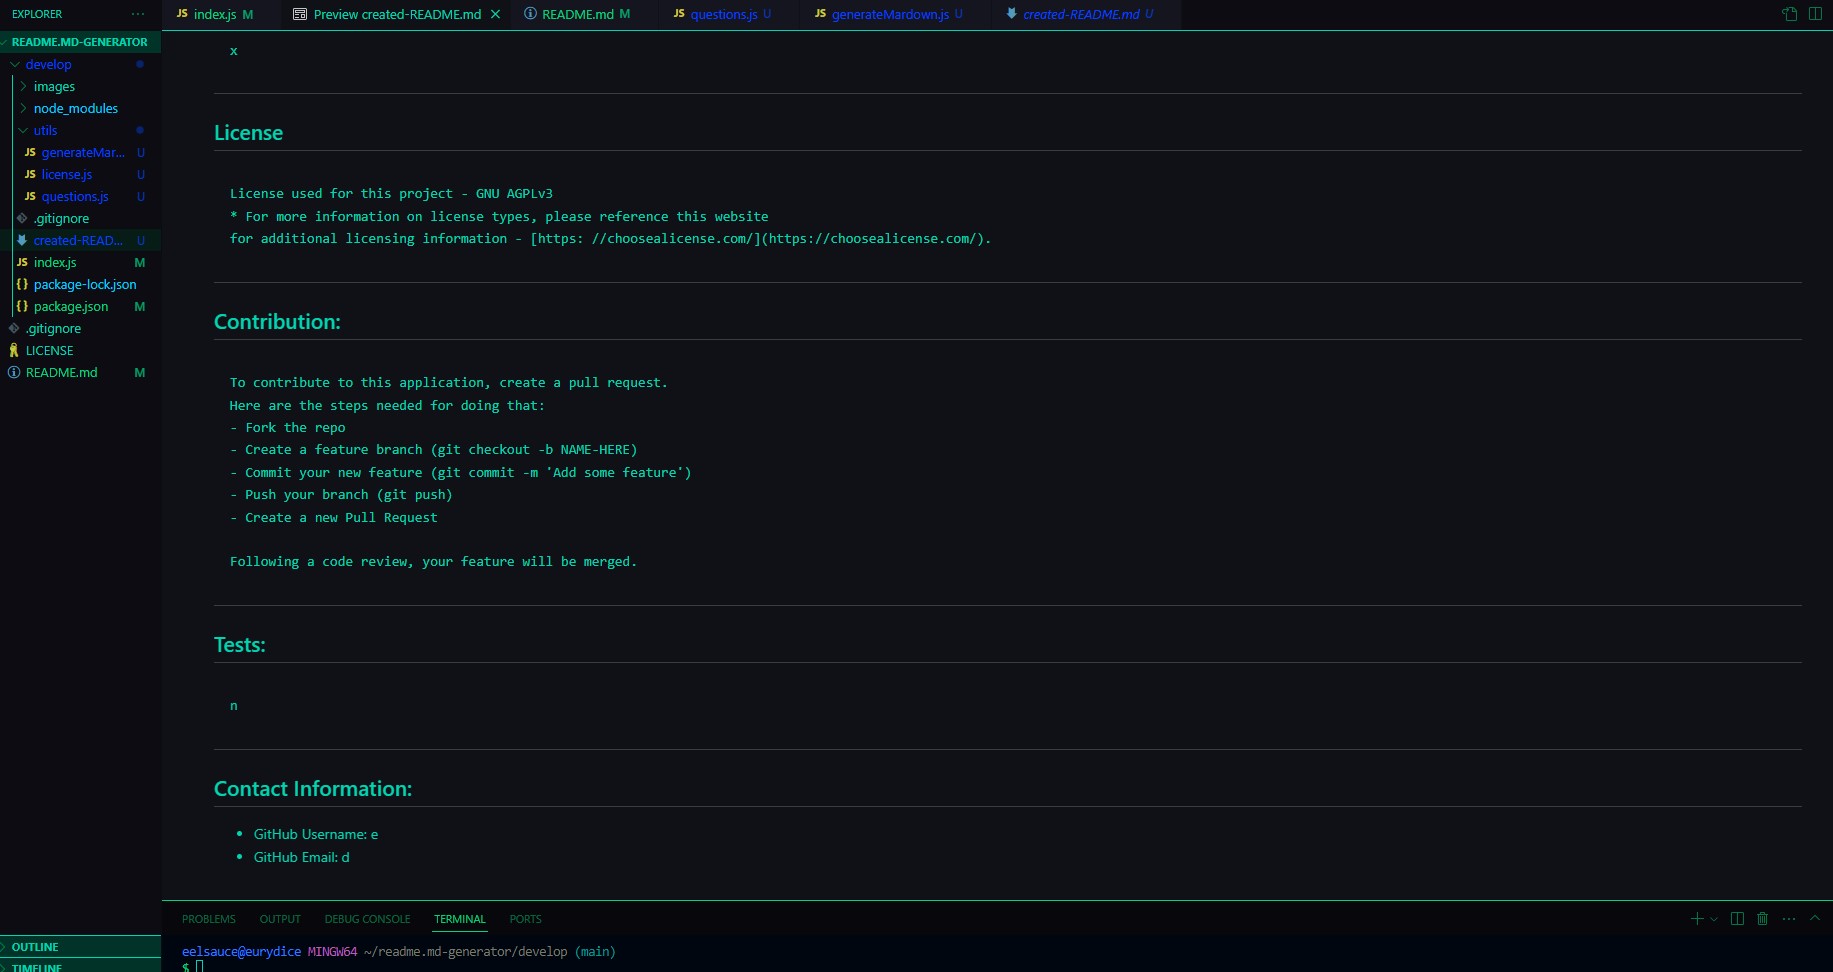 EXPLORER
README.MD-GENERATOR
develop
images
node_modules
utils
JS generateMar... U
JS license.js U
JS questions.js U
.gitignore
created-READ... U
JS index.js M
{} package-lock.json
{} package.json M
.gitignore
LICENSE
README.md M
OUTLINE
TIMELINE
JS index.js M
Preview created-README.md
README.md M
JS questions.js U
JS generateMardown.js U
created-README.md U
x
License
License used for this project - GNU AGPLv3
* For more information on license types, please reference this website
for additional licensing information - [https: //choosealicense.com/](https://choosealicense.com/).
Contribution:
To contribute to this application, create a pull request.
Here are the steps needed for doing that:
- Fork the repo
- Create a feature branch (git checkout -b NAME-HERE)
- Commit your new feature (git commit -m 'Add some feature')
- Push your branch (git push)
- Create a new Pull Request
Following a code review, your feature will be merged.
Tests:
n
Contact Information:
• GitHub Username: e
• GitHub Email: d
PROBLEMS OUTPUT DEBUG CONSOLE TERMINAL PORTS
eelsauce@eurydice MINGW64 ~/readme.md-generator/develop (main)
$